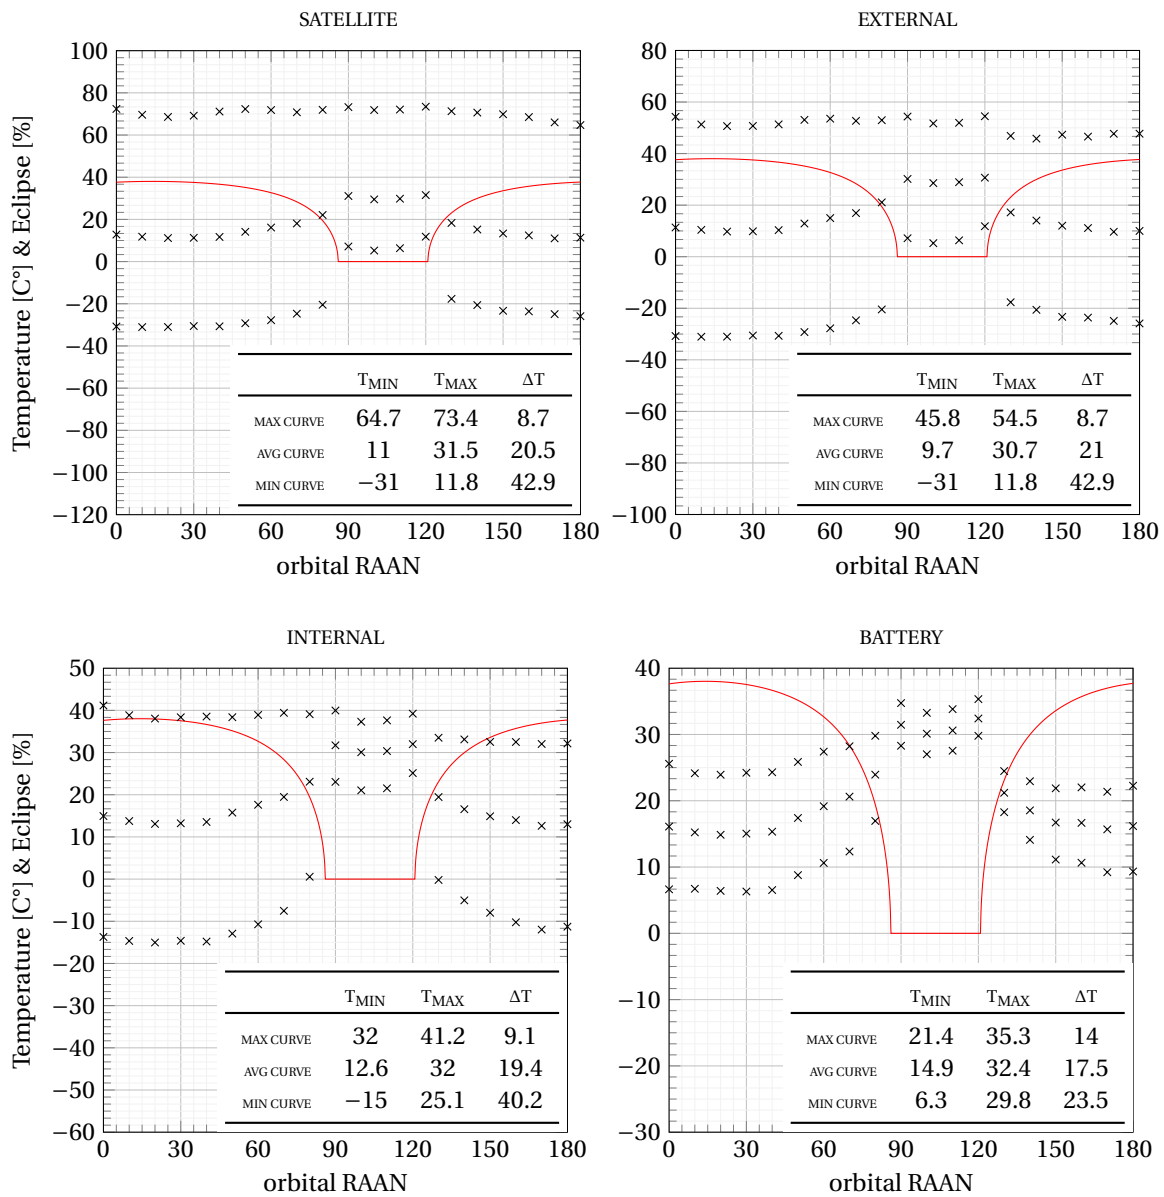 SATELLITE
Temperature [C°] & Eclipse [%]
100
80
60
40
20
0
−20
−40
−60
−80
−100
−120
T_MIN T_MAX ΔT
MAX CURVE 64.7 73.4 8.7
AVG CURVE 11 31.5 20.5
MIN CURVE −31 11.8 42.9
0 30 60 90 120 150 180
orbital RAAN
EXTERNAL
80
60
40
20
0
−20
−40
−60
−80
−100
T_MIN T_MAX ΔT
MAX CURVE 45.8 54.5 8.7
AVG CURVE 9.7 30.7 21
MIN CURVE −31 11.8 42.9
0 30 60 90 120 150 180
orbital RAAN
INTERNAL
Temperature [C°] & Eclipse [%]
50
40
30
20
10
0
−10
−20
−30
−40
−50
−60
T_MIN T_MAX ΔT
MAX CURVE 32 41.2 9.1
AVG CURVE 12.6 32 19.4
MIN CURVE −15 25.1 40.2
0 30 60 90 120 150 180
orbital RAAN
BATTERY
40
30
20
10
0
−10
−20
−30
T_MIN T_MAX ΔT
MAX CURVE 21.4 35.3 14
AVG CURVE 14.9 32.4 17.5
MIN CURVE 6.3 29.8 23.5
0 30 60 90 120 150 180
orbital RAAN